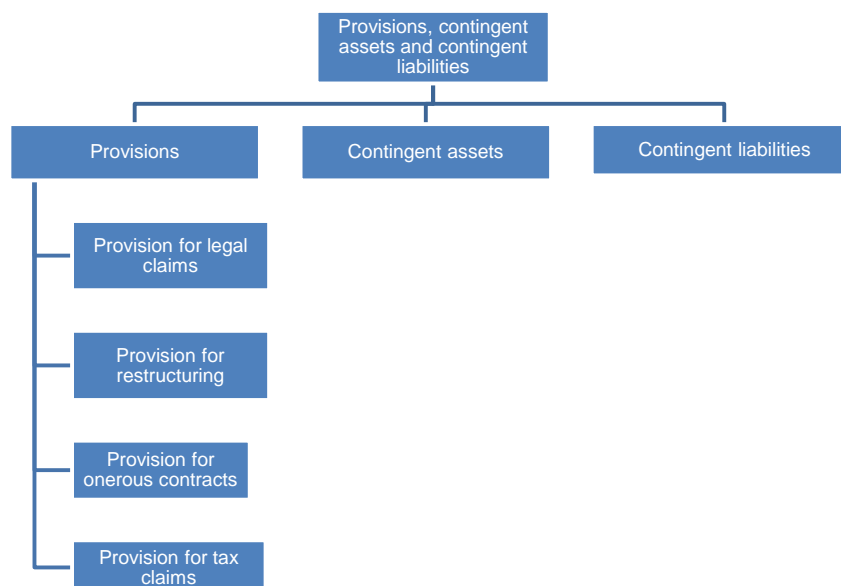 Provisions, contingent
assets and contingent
liabilities
Provisions
Contingent assets
Contingent liabilities
Provision for legal
claims
Provision for
restructuring
Provision for
onerous contracts
Provision for tax
claims